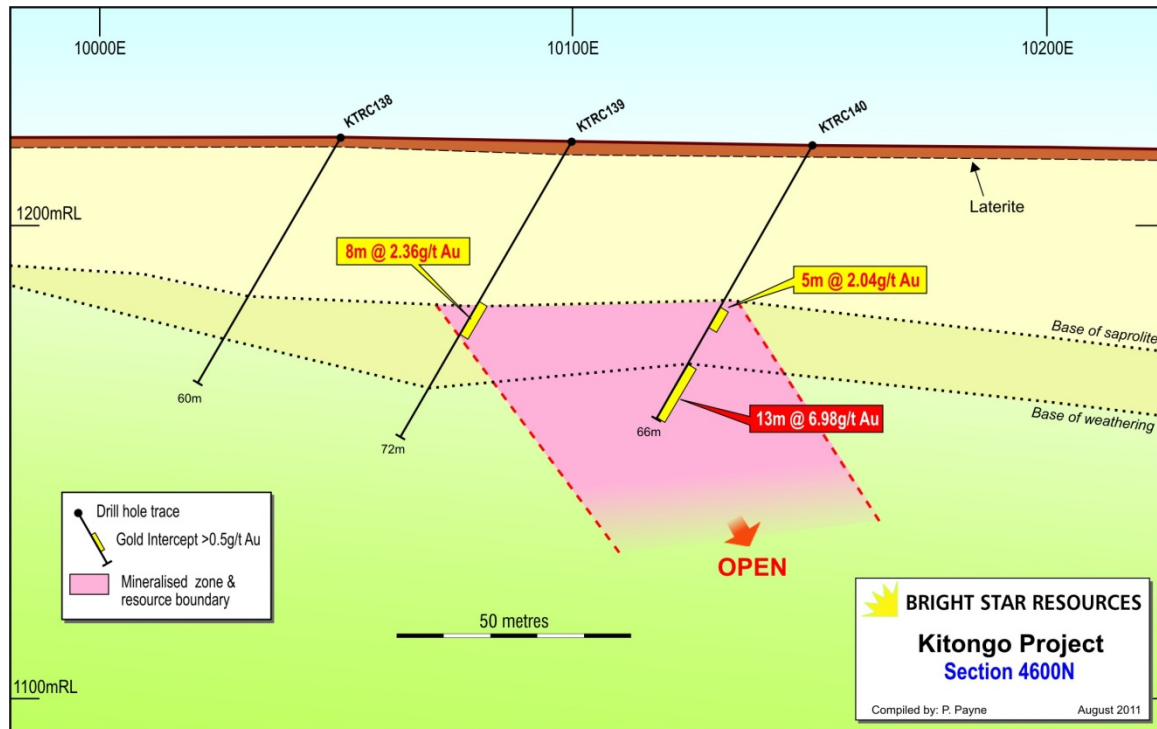 10000E
10100E
10200E
KTRC138
KTRC139
KTRC140
Laterite
1200mRL
8m @ 2.36g/t Au
5m @ 2.04g/t Au
Base of saprolite
Base of weathering
60m
72m
66m
13m @ 6.98g/t Au
Drill hole trace
Gold Intercept >0.5g/t Au
Mineralised zone &
resource boundary
OPEN
50 metres
BRIGHT STAR RESOURCES
Kitongo Project
Section 4600N
Compiled by: P. Payne August 2011
1100mRL